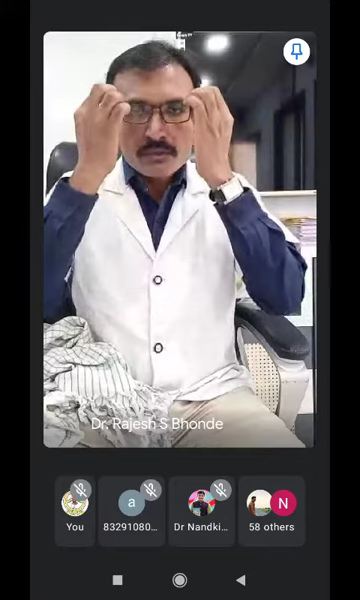 Dr. Rajesh S Bhonde
a
N
You
83291080...
Dr Nandki...
58 others